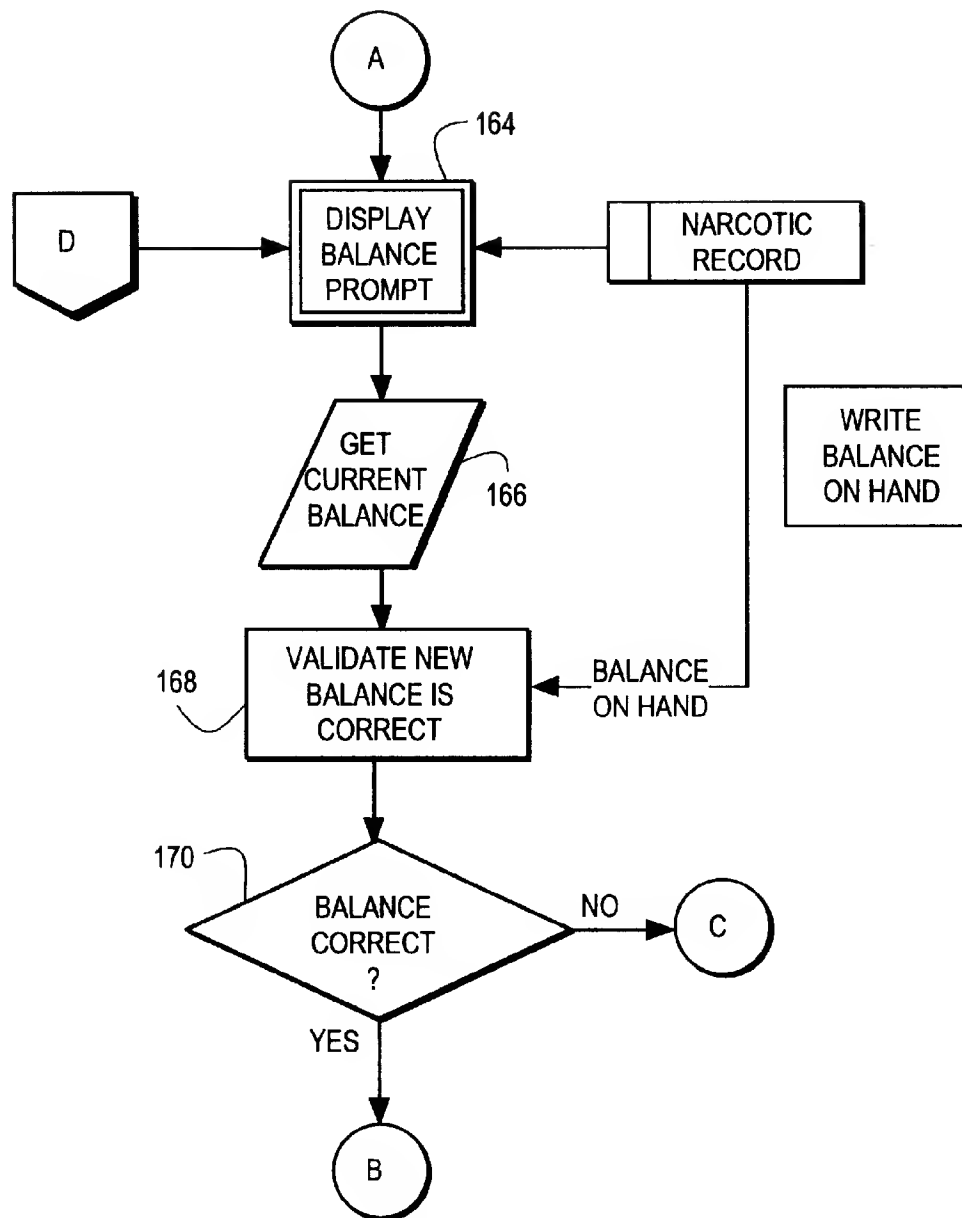 A
164
DISPLAY
BALANCE
PROMPT
D
NARCOTIC
RECORD
WRITE
BALANCE
ON HAND
GET
CURRENT
BALANCE
166
168
VALIDATE NEW
BALANCE IS
CORRECT
BALANCE
ON HAND
170
BALANCE
CORRECT
?
NO
C
YES
B